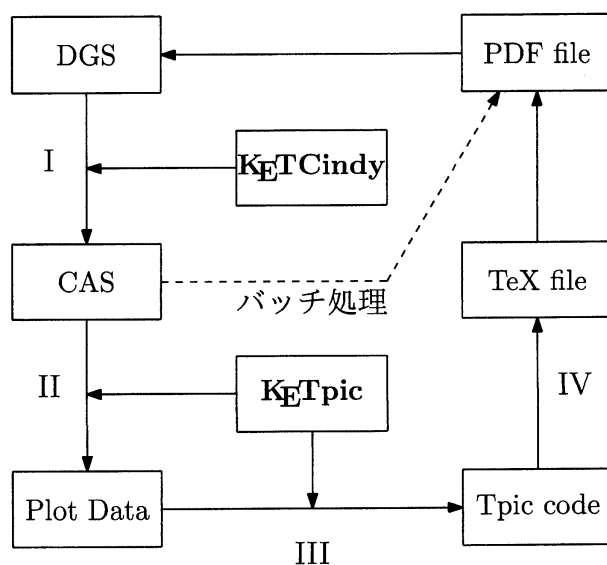 DGS
PDF file
I
KETCindy
CAS
TeX file
バッチ処理
II
KETpic
IV
Plot Data
Tpic code
III